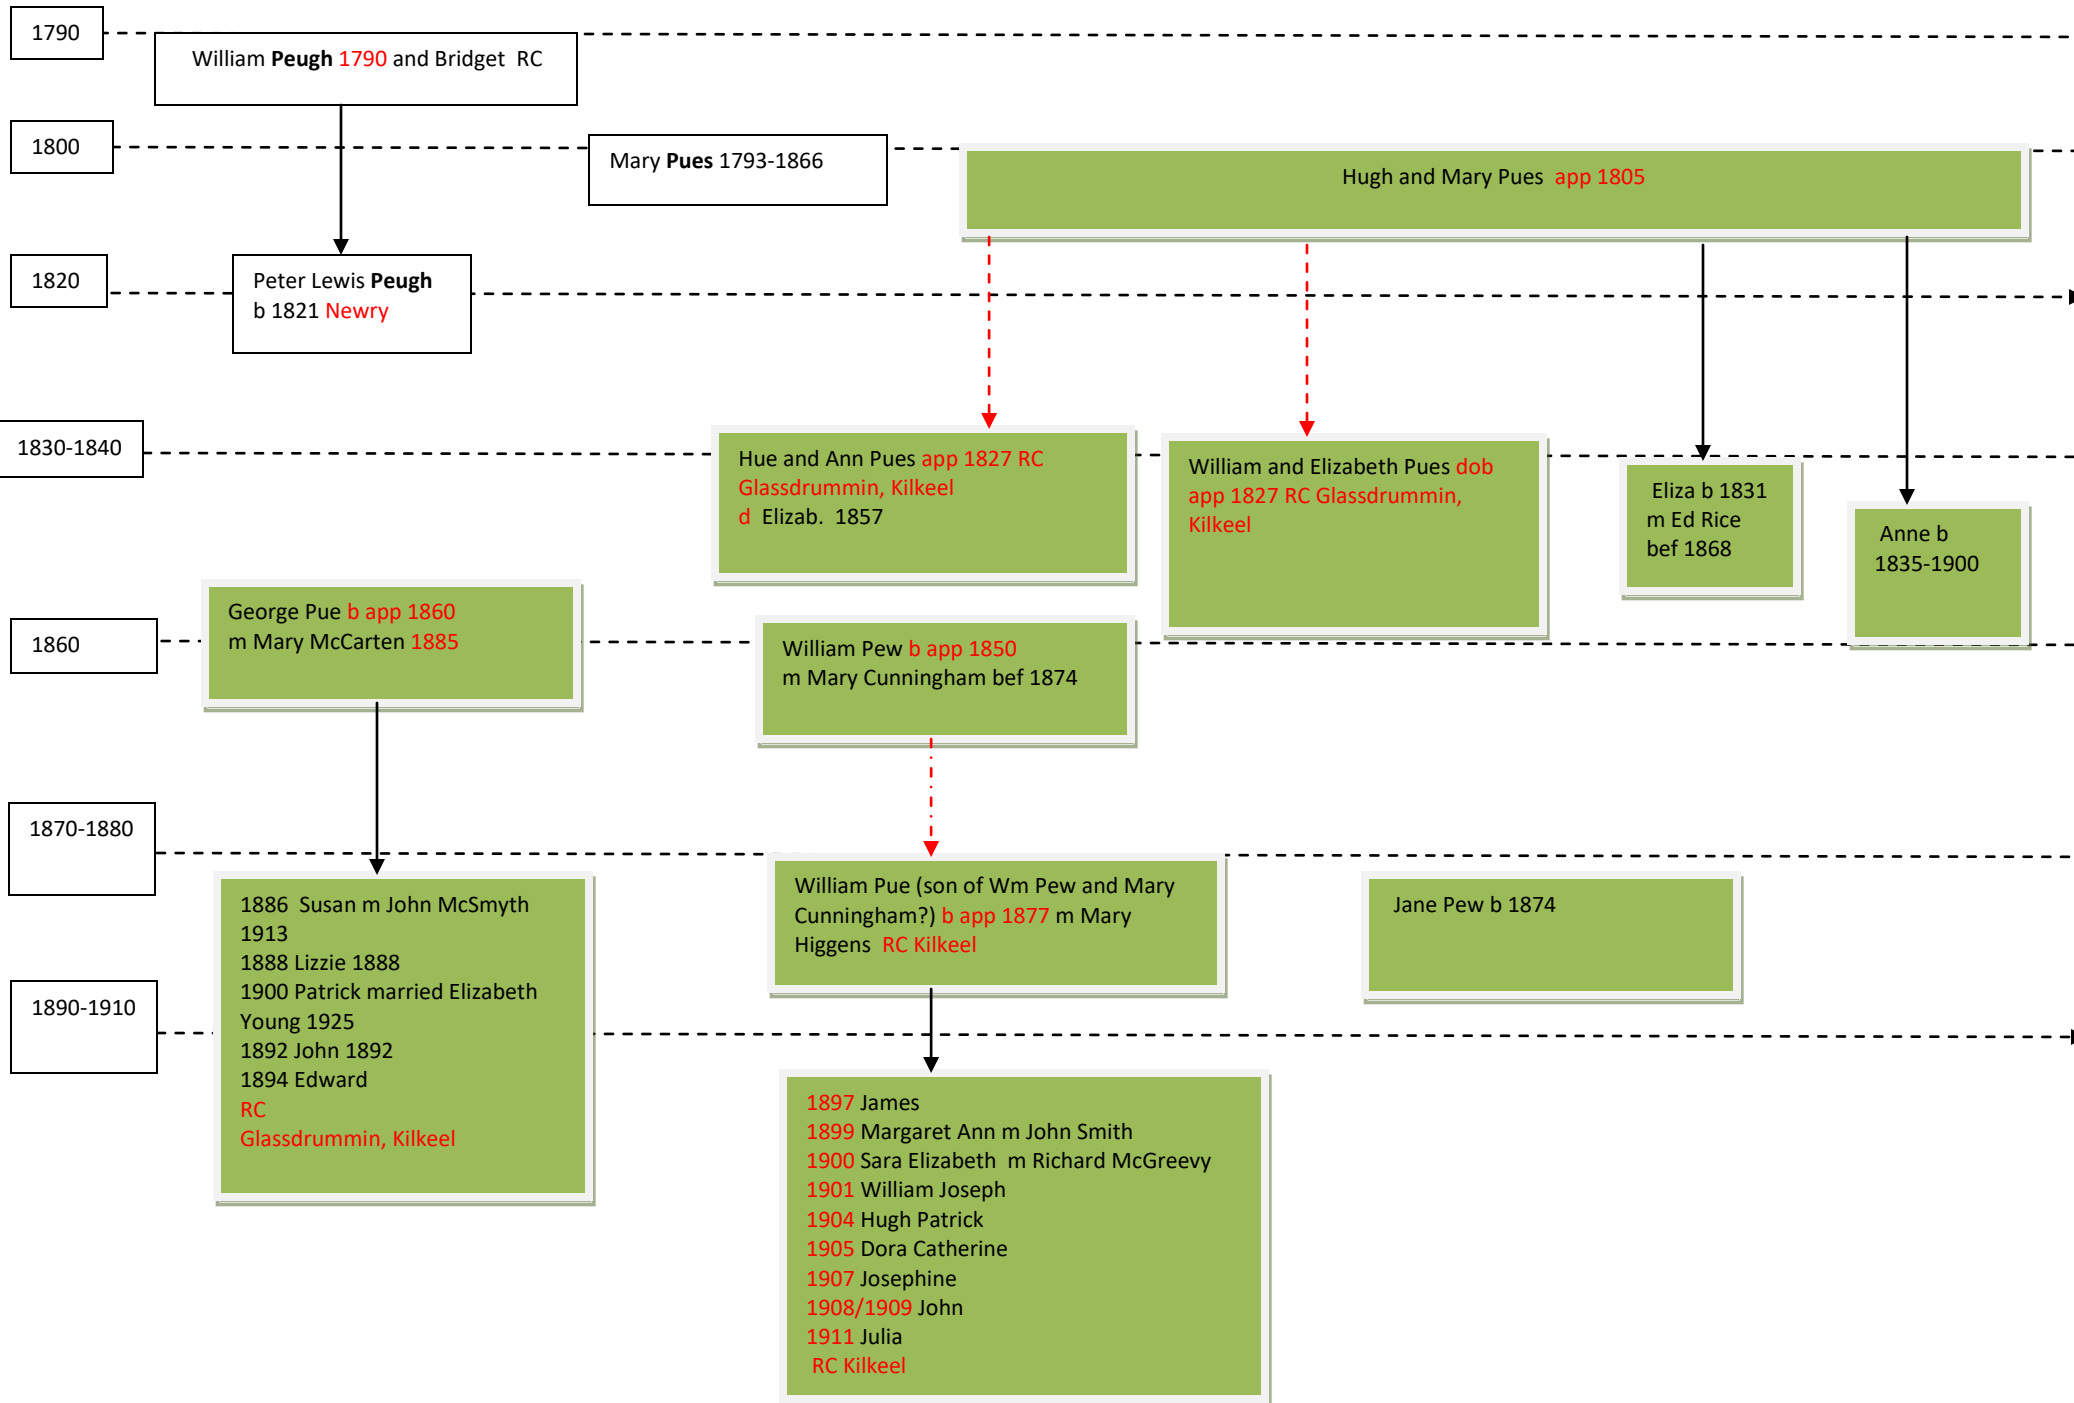 1790
William Peugh 1790 and Bridget  RC
1800
Mary Pues 1793-1866
Hugh and Mary Pues  app 1805
1820
Peter Lewis Peugh
b 1821 Newry
1830-1840
Hue and Ann Pues app 1827 RC
Glassdrummin, Kilkeel
d  Elizab.  1857
William and Elizabeth Pues dob
app 1827 RC Glassdrummin,
Kilkeel
Eliza b 1831
m Ed Rice
bef 1868
Anne b
1835-1900
1860
George Pue b app 1860
m Mary McCarten 1885
William Pew b app 1850
m Mary Cunningham bef 1874
1870-1880
1886  Susan m John McSmyth
1913
1888 Lizzie 1888
1900 Patrick married Elizabeth
Young 1925
1892 John 1892
1894 Edward
RC
Glassdrummin, Kilkeel
William Pue (son of Wm Pew and Mary
Cunningham?) b app 1877 m Mary
Higgens  RC Kilkeel
Jane Pew b 1874
1890-1910
1897 James
1899 Margaret Ann m John Smith
1900 Sara Elizabeth  m Richard McGreevy
1901 William Joseph
1904 Hugh Patrick
1905 Dora Catherine
1907 Josephine
1908/1909 John
1911 Julia
RC Kilkeel